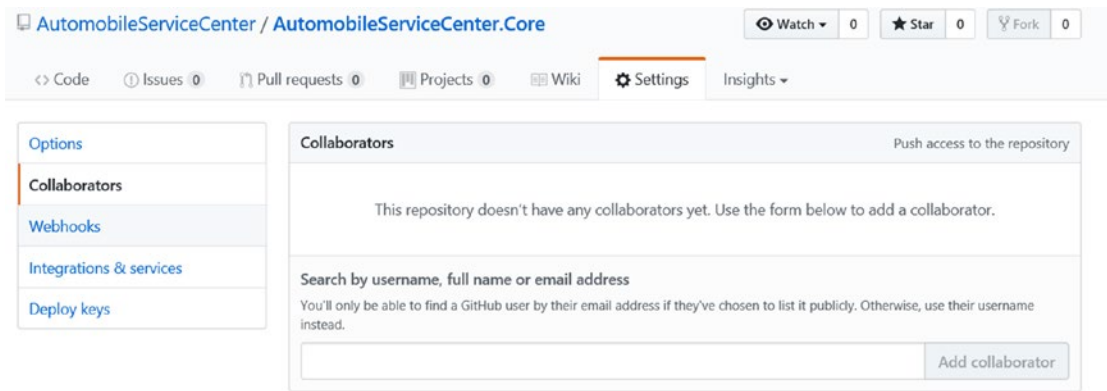 AutomobileServiceCenter / AutomobileServiceCenter.Core
Watch 0 Star 0 Fork 0
Code Issues 0 Pull requests 0 Projects 0 Wiki Settings Insights
Options
Collaborators
Webhooks
Integrations & services
Deploy keys
Collaborators Push access to the repository
This repository doesn't have any collaborators yet. Use the form below to add a collaborator.
Search by username, full name or email address
You'll only be able to find a GitHub user by their email address if they've chosen to list it publicly. Otherwise, use their username
instead.
Add collaborator